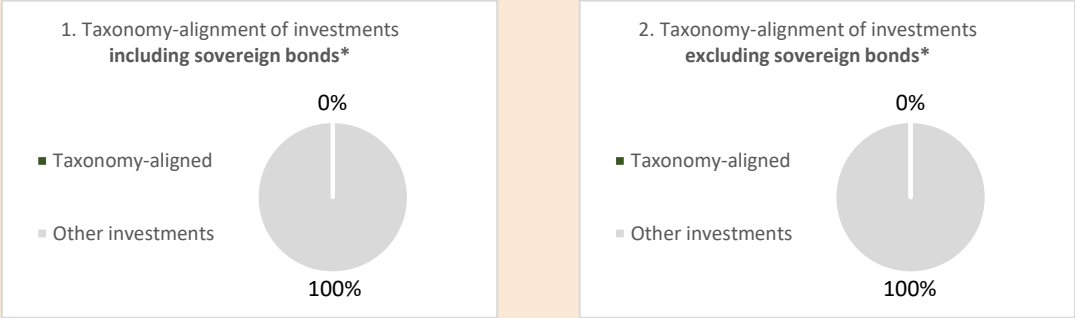 1. Taxonomy-alignment of investments
including sovereign bonds*
0%
Taxonomy-aligned
Other investments
100%
2. Taxonomy-alignment of investments
excluding sovereign bonds*
0%
Taxonomy-aligned
Other investments
100%